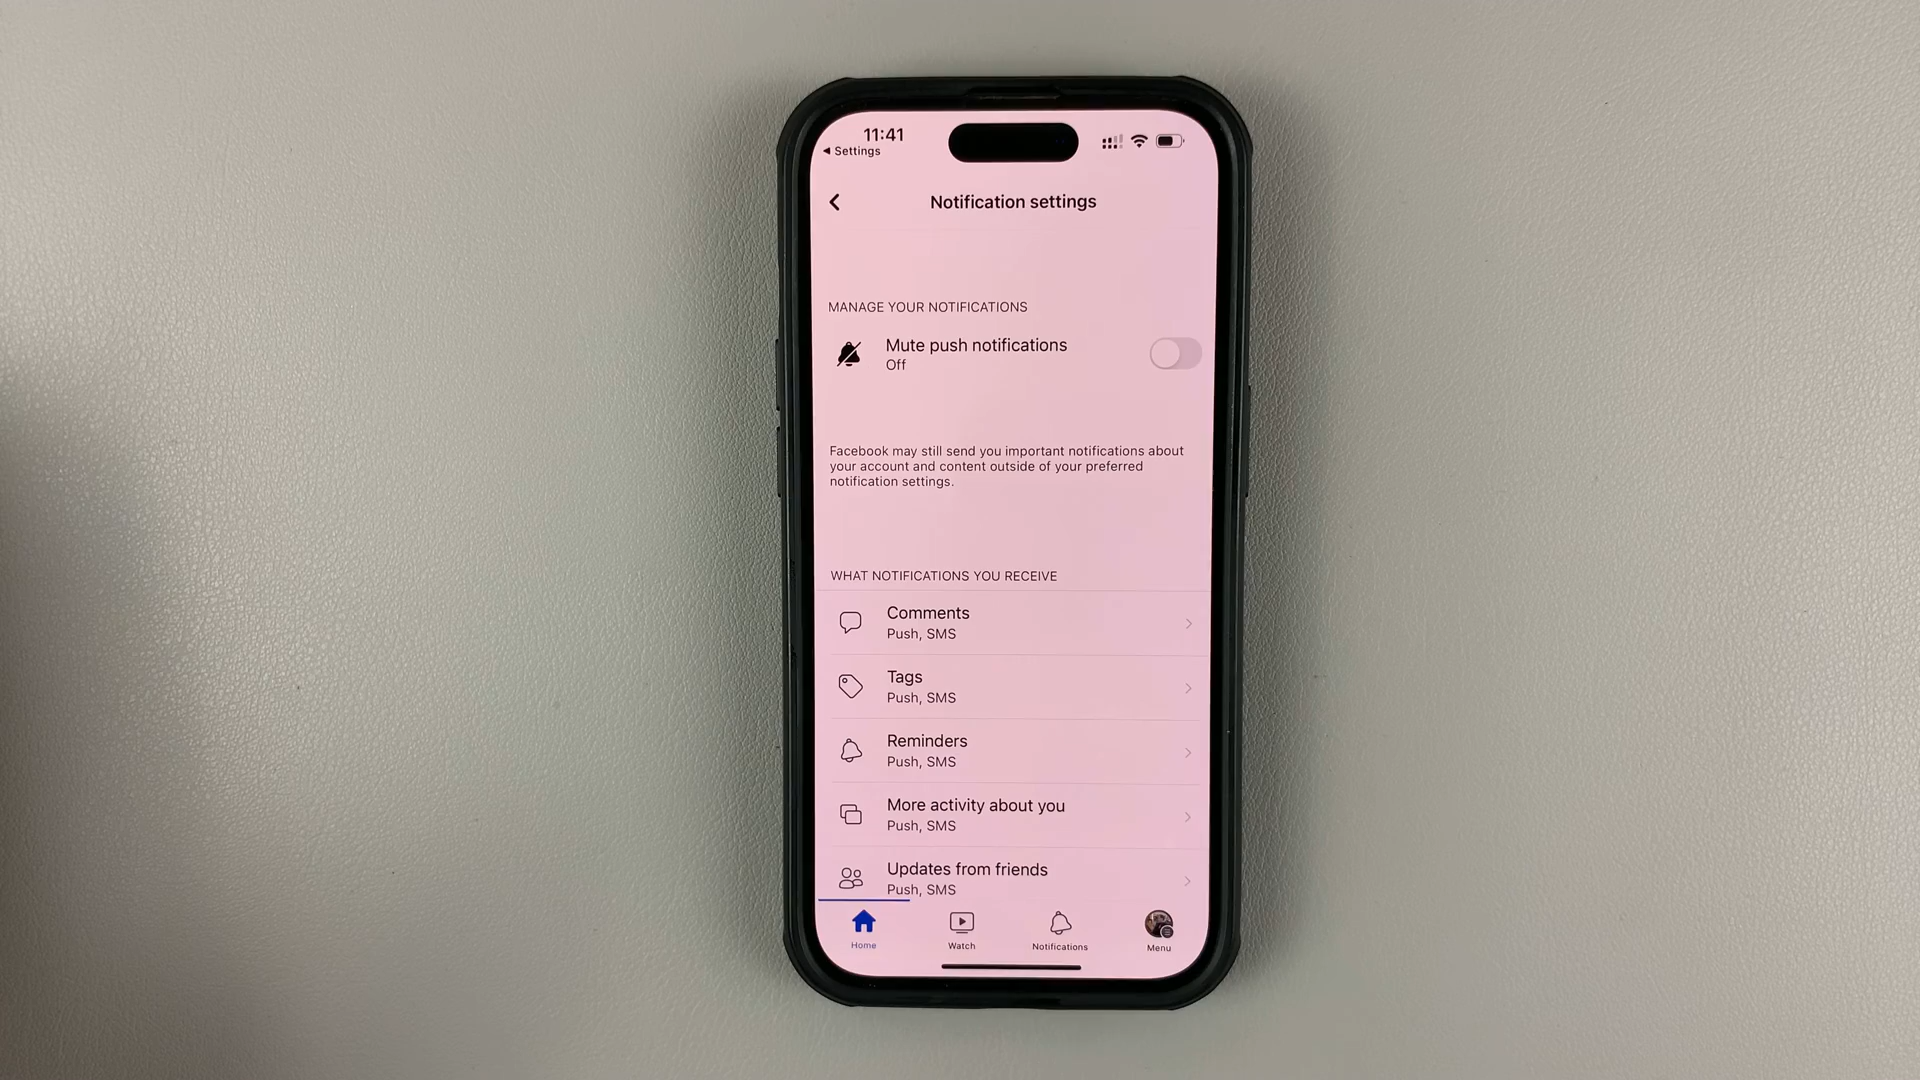 11:41
Settings
Notification settings
MANAGE YOUR NOTIFICATIONS
Mute push notifications
Off
Facebook may still send you important notifications about
your account and content outside of your preferred
notification settings.
WHAT NOTIFICATIONS YOU RECEIVE
Comments
Push, SMS
Tags
Push, SMS
Reminders
Push, SMS
More activity about you
Push, SMS
Updates from friends
Push, SMS
Home
Watch
Notifications
Menu